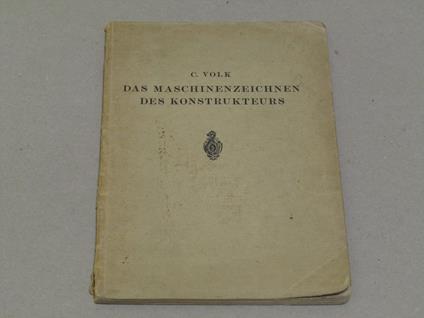 C. VOLK
DAS MASCHINENZEICHNEN
DES KONSTRUKTEURS